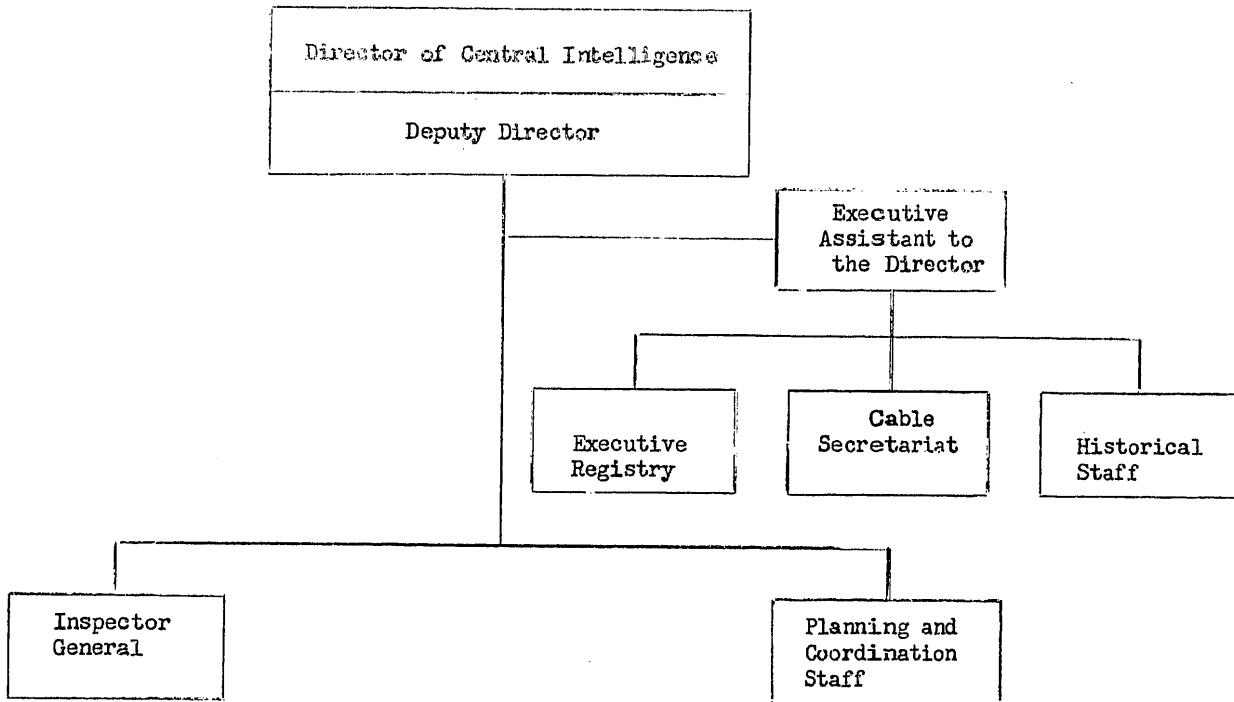 Director of Central Intelligence
Deputy Director
Executive
Assistant to
the Director
Executive
Registry
Cable
Secretariat
Historical
Staff
Inspector
General
Planning and
Coordination
Staff